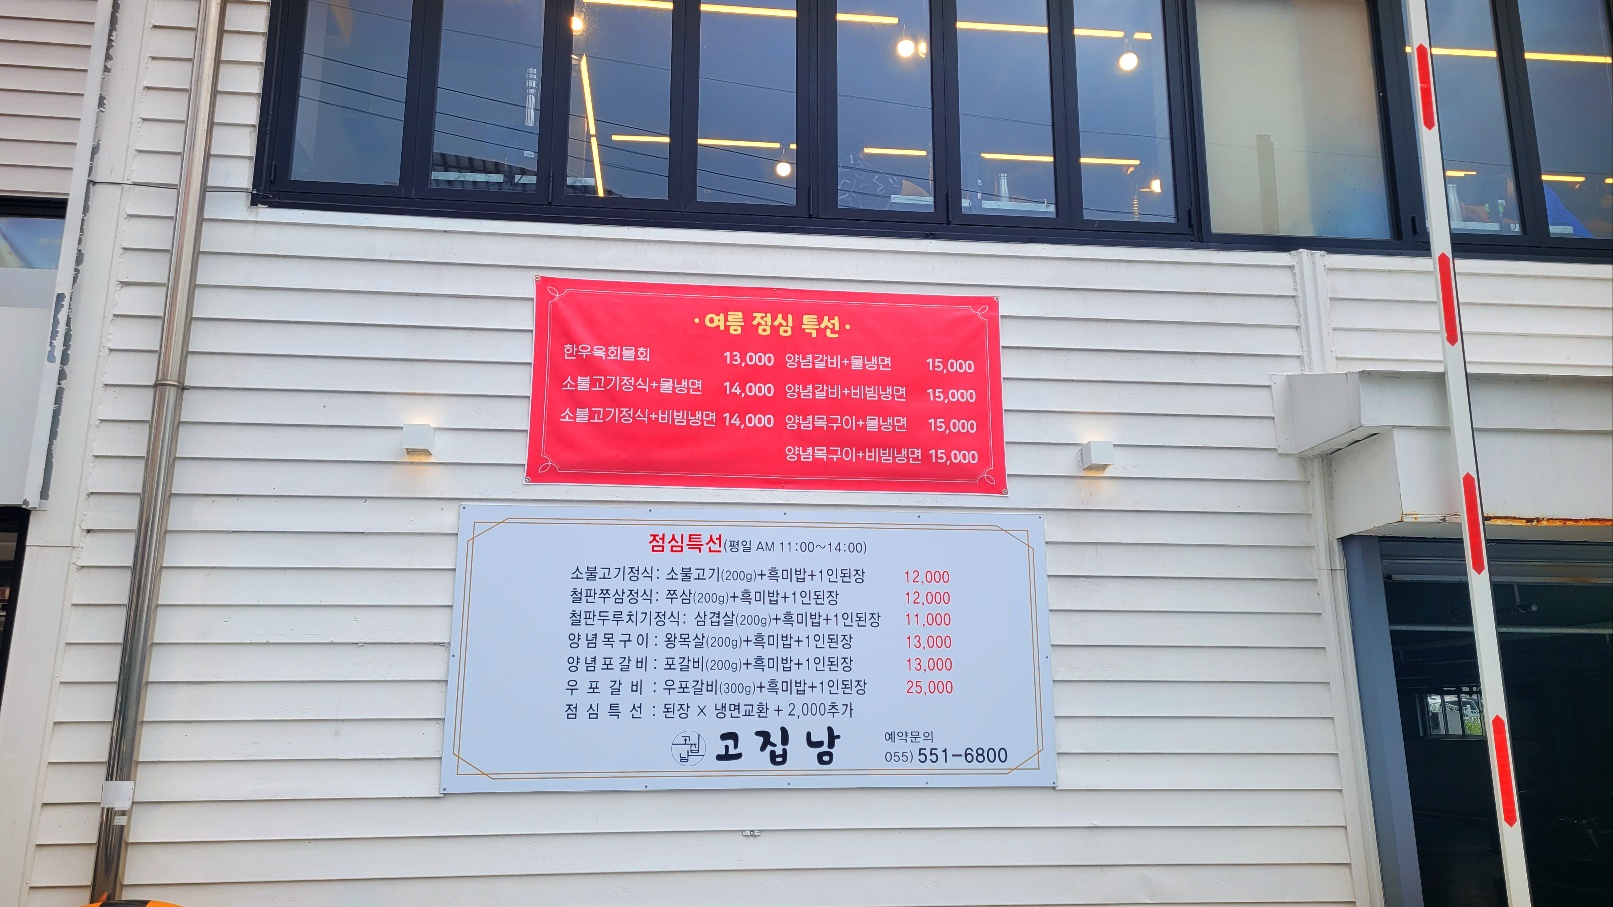 ·여름 점심 특선·
한우육회물회 13,000
소불고기정식+물냉면 14,000
소불고기정식+비빔냉면 14,000
양념갈비+물냉면 15,000
양념갈비+비빔냉면 15,000
양념목구이+물냉면 15,000
양념목구이+비빔냉면 15,000
점심특선(평일 AM 11:00~14:00)
소불고기정식: 소불고기(200g)+흑미밥+1인된장 12,000
철판쭈삼정식: 쭈삼(200g)+흑미밥+1인된장 12,000
철판두루치기정식: 삼겹살(200g)+흑미밥+1인된장 11,000
양념목구이: 왕목살(200g)+흑미밥+1인된장 13,000
양념포갈비: 포갈비(200g)+흑미밥+1인된장 13,000
우포갈비: 우포갈비(300g)+흑미밥+1인된장 25,000
점심특선: 된장 × 냉면교환 + 2,000추가
고집남 고집남
예약문의
055) 551-6800